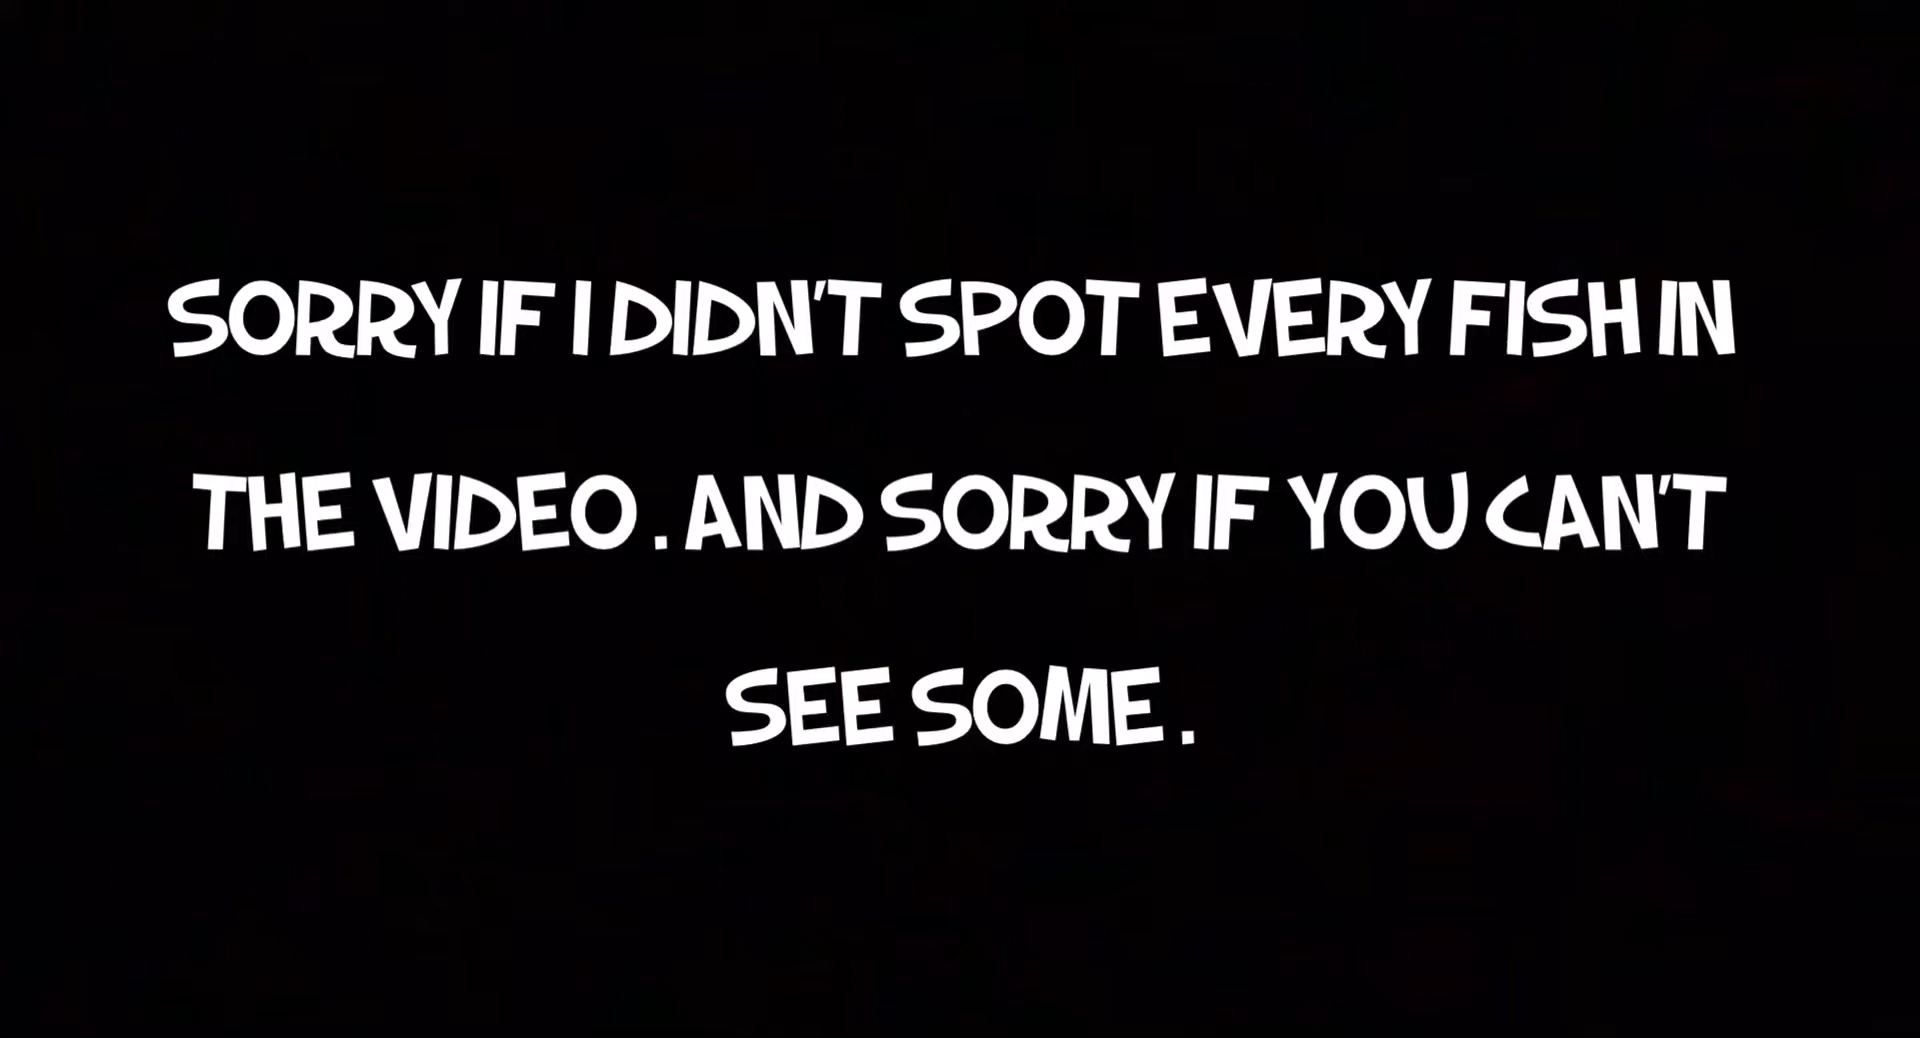 SORRY IF I DIDN'T SPOT EVERY FISH IN
THE VIDEO . AND SORRY IF YOU CAN'T
SEE SOME .